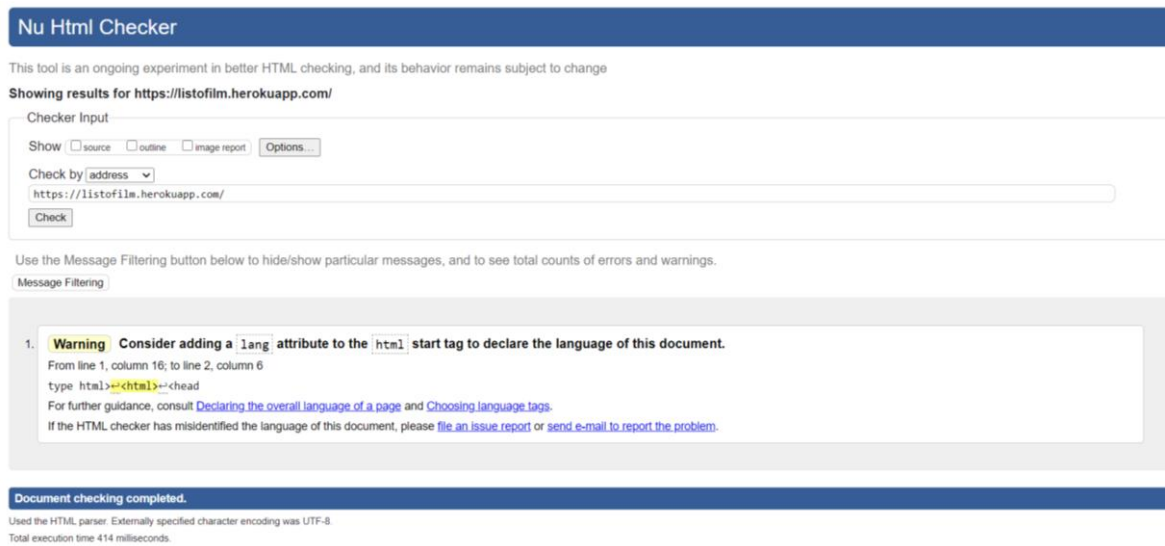 Nu Html Checker
This tool is an ongoing experiment in better HTML checking, and its behavior remains subject to change
Showing results for https://listofilm.herokuapp.com/
Checker Input
Show source outline image report Options...
Check by address
https://listofilm.herokuapp.com/
Check
Use the Message Filtering button below to hide/show particular messages, and to see total counts of errors and warnings.
Message Filtering
1. Warning Consider adding a lang attribute to the html start tag to declare the language of this document.
From line 1, column 16; to line 2, column 6
type html>↩<html>↩<head
For further guidance, consult Declaring the overall language of a page and Choosing language tags.
If the HTML checker has misidentified the language of this document, please file an issue report or send e-mail to report the problem.
Document checking completed.
Used the HTML parser. Externally specified character encoding was UTF-8.
Total execution time 414 milliseconds.